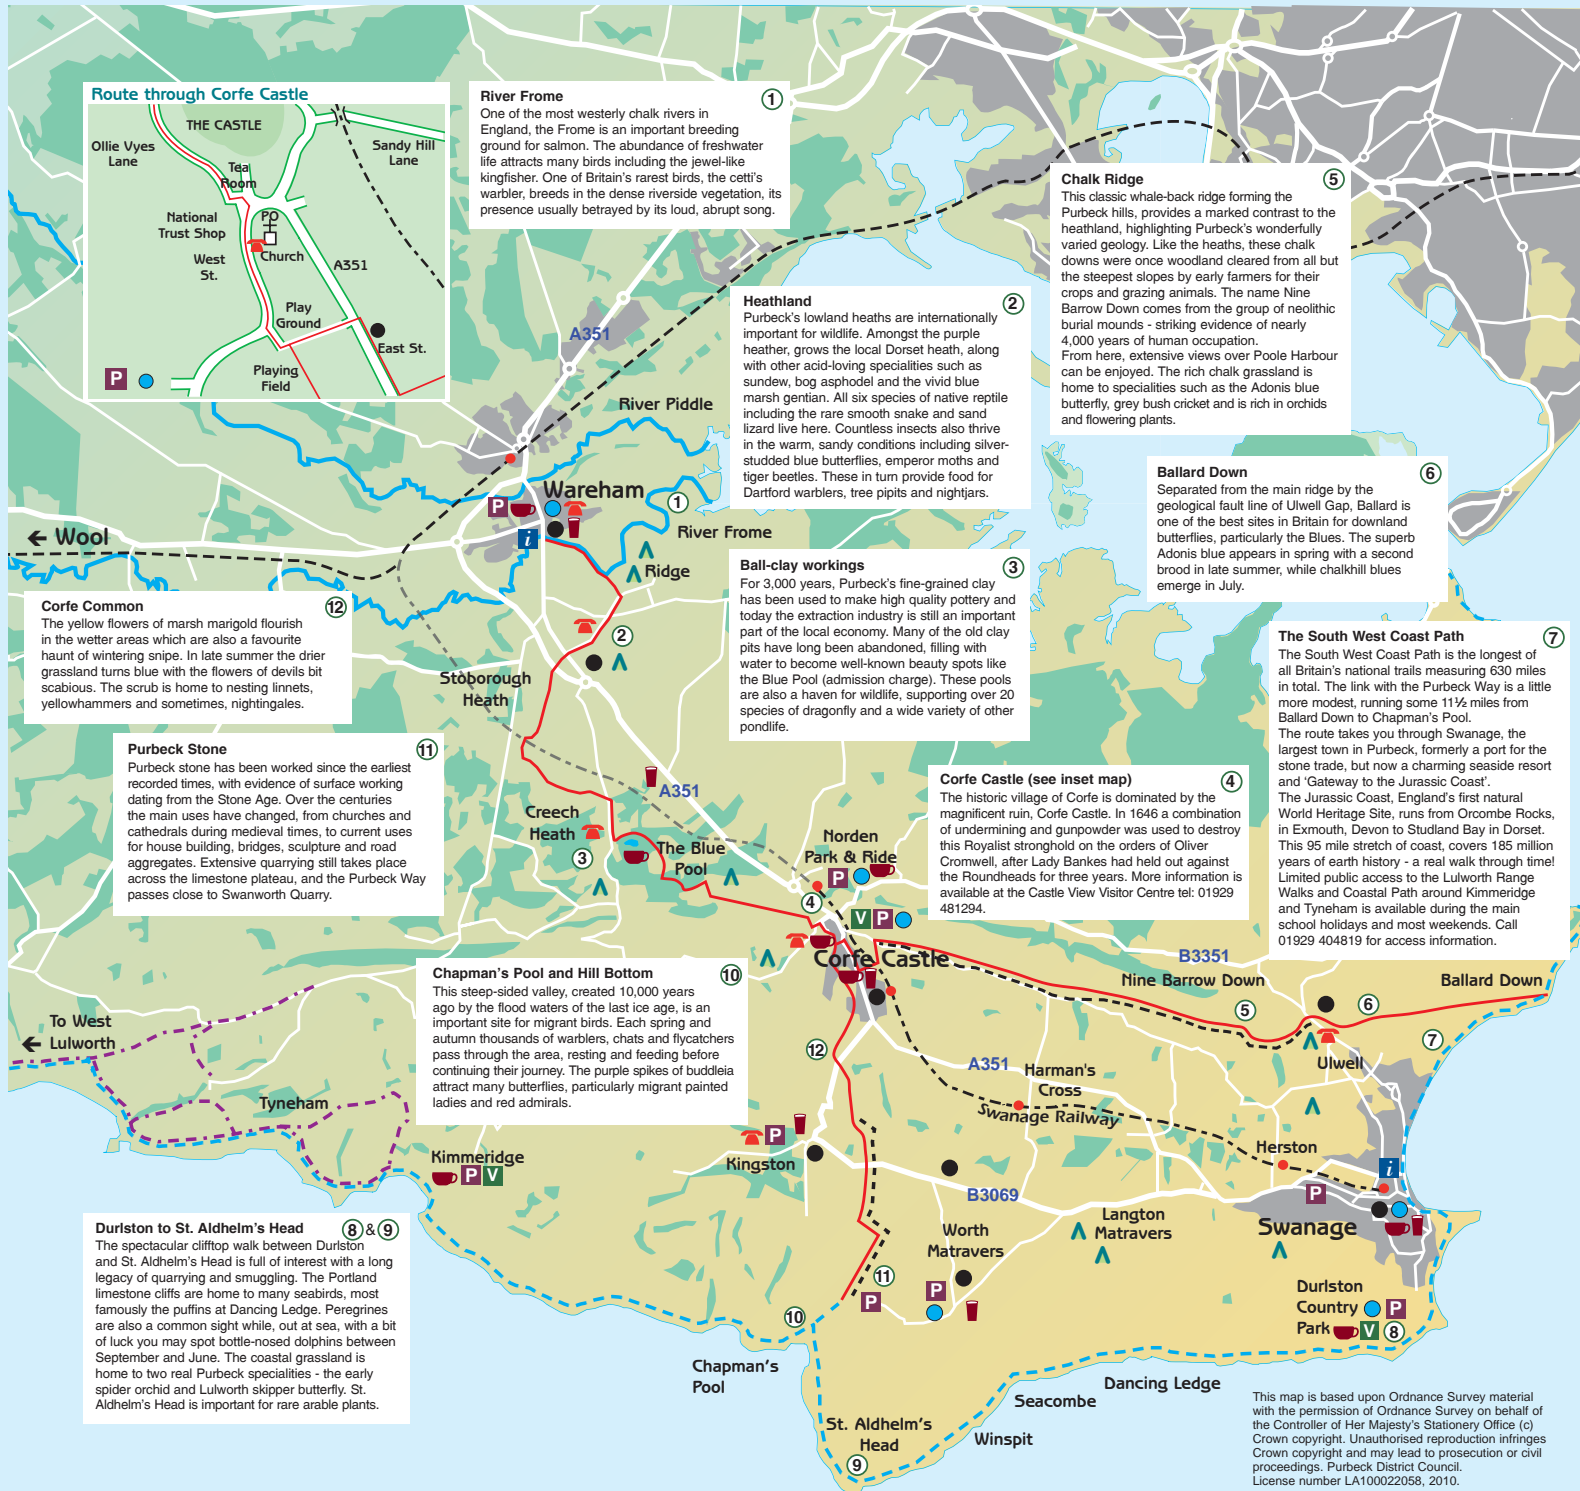 Route through Corfe Castle
THE CASTLE
Ollie Vyes
Lane
Sandy Hill
Lane
Tea
Room
National
Trust Shop
PO
West
St.
Church
A351
Play
Ground
East St.
Playing
Field
P
River Frome
1
One of the most westerly chalk rivers in
England, the Frome is an important breeding
ground for salmon. The abundance of freshwater
life attracts many birds including the jewel-like
kingfisher. One of Britain's rarest birds, the cetti's
warbler, breeds in the dense riverside vegetation, its
presence usually betrayed by its loud, abrupt song.
Chalk Ridge
5
This classic whale-back ridge forming the
Purbeck hills, provides a marked contrast to the
heathland, highlighting Purbeck's wonderfully
varied geology. Like the heaths, these chalk
downs were once woodland cleared from all but
the steepest slopes by early farmers for their
crops and grazing animals. The name Nine
Barrow Down comes from the group of neolithic
burial mounds - striking evidence of nearly
4,000 years of human occupation.
From here, extensive views over Poole Harbour
can be enjoyed. The rich chalk grassland is
home to specialities such as the Adonis blue
butterfly, grey bush cricket and is rich in orchids
and flowering plants.
Heathland
2
Purbeck's lowland heaths are internationally
important for wildlife. Amongst the purple
heather, grows the local Dorset heath, along
with other acid-loving specialities such as
sundew, bog asphodel and the vivid blue
marsh gentian. All six species of native reptile
including the rare smooth snake and sand
lizard live here. Countless insects also thrive
in the warm, sandy conditions including silver-
studded blue butterflies, emperor moths and
tiger beetles. These in turn provide food for
Dartford warblers, tree pipits and nightjars.
A351
River Piddle
Wareham
P
1
River Frome
i
Ridge
← Wool
Ballard Down
6
Separated from the main ridge by the
geological fault line of Ulwell Gap, Ballard is
one of the best sites in Britain for downland
butterflies, particularly the Blues. The superb
Adonis blue appears in spring with a second
brood in late summer, while chalkhill blues
emerge in July.
Ball-clay workings
3
For 3,000 years, Purbeck's fine-grained clay
has been used to make high quality pottery and
today the extraction industry is still an important
part of the local economy. Many of the old clay
pits have long been abandoned, filling with
water to become well-known beauty spots like
the Blue Pool (admission charge). These pools
are also a haven for wildlife, supporting over 20
species of dragonfly and a wide variety of other
pondlife.
Corfe Common
12
The yellow flowers of marsh marigold flourish
in the wetter areas which are also a favourite
haunt of wintering snipe. In late summer the drier
grassland turns blue with the flowers of devils bit
scabious. The scrub is home to nesting linnets,
yellowhammers and sometimes, nightingales.
2
Stoborough
Heath
The South West Coast Path
7
The South West Coast Path is the longest of
all Britain's national trails measuring 630 miles
in total. The link with the Purbeck Way is a little
more modest, running some 11½ miles from
Ballard Down to Chapman's Pool.
The route takes you through Swanage, the
largest town in Purbeck, formerly a port for the
stone trade, but now a charming seaside resort
and 'Gateway to the Jurassic Coast'.
The Jurassic Coast, England's first natural
World Heritage Site, runs from Orcombe Rocks,
in Exmouth, Devon to Studland Bay in Dorset.
This 95 mile stretch of coast, covers 185 million
years of earth history - a real walk through time!
Limited public access to the Lulworth Range
Walks and Coastal Path around Kimmeridge
and Tyneham is available during the main
school holidays and most weekends. Call
01929 404819 for access information.
Purbeck Stone
11
Purbeck stone has been worked since the earliest
recorded times, with evidence of surface working
dating from the Stone Age. Over the centuries
the main uses have changed, from churches and
cathedrals during medieval times, to current uses
for house building, bridges, sculpture and road
aggregates. Extensive quarrying still takes place
across the limestone plateau, and the Purbeck Way
passes close to Swanworth Quarry.
A351
Creech
Heath
3
The Blue
Pool
Norden
Park & Ride
P
4
V P
Corfe Castle (see inset map)
4
The historic village of Corfe is dominated by the
magnificent ruin, Corfe Castle. In 1646 a combination
of undermining and gunpowder was used to destroy
this Royalist stronghold on the orders of Oliver
Cromwell, after Lady Bankes had held out against
the Roundheads for three years. More information is
available at the Castle View Visitor Centre tel: 01929
481294.
Corfe Castle
B3351
Nine Barrow Down
Ballard Down
5
6
7
Ulwell
Chapman's Pool and Hill Bottom
10
This steep-sided valley, created 10,000 years
ago by the flood waters of the last ice age, is an
important site for migrant birds. Each spring and
autumn thousands of warblers, chats and flycatchers
pass through the area, resting and feeding before
continuing their journey. The purple spikes of buddleia
attract many butterflies, particularly migrant painted
ladies and red admirals.
To West
← Lulworth
12
A351
Harman's
Cross
Swanage Railway
Tyneham
Kimmeridge
P V
P
Kingston
Herston
i
P
B3069
Worth
Matravers
Langton
Matravers
Swanage
Durlston to St. Aldhelm's Head
8 & 9
The spectacular clifftop walk between Durlston
and St. Aldhelm's Head is full of interest with a long
legacy of quarrying and smuggling. The Portland
limestone cliffs are home to many seabirds, most
famously the puffins at Dancing Ledge. Peregrines
are also a common sight while, out at sea, with a bit
of luck you may spot bottle-nosed dolphins between
September and June. The coastal grassland is
home to two real Purbeck specialities - the early
spider orchid and Lulworth skipper butterfly. St.
Aldhelm's Head is important for rare arable plants.
11
P
P
10
Durlston
Country P
Park V 8
Chapman's
Pool
Dancing Ledge
Seacombe
Winspit
St. Aldhelm's
Head
9
This map is based upon Ordnance Survey material
with the permission of Ordnance Survey on behalf of
the Controller of Her Majesty's Stationery Office (c)
Crown copyright. Unauthorised reproduction infringes
Crown copyright and may lead to prosecution or civil
proceedings. Purbeck District Council.
License number LA100022058, 2010.